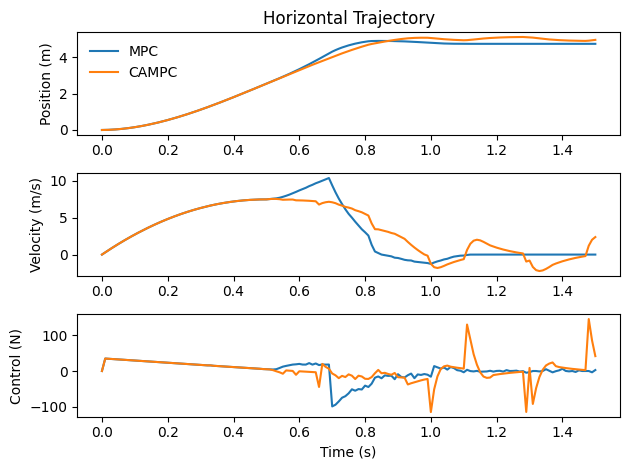 Horizontal Trajectory
Position (m)
4
2
0
MPC
CAMPC
0.0 0.2 0.4 0.6 0.8 1.0 1.2 1.4
Velocity (m/s)
10
5
0
0.0 0.2 0.4 0.6 0.8 1.0 1.2 1.4
Control (N)
100
0
−100
0.0 0.2 0.4 0.6 0.8 1.0 1.2 1.4
Time (s)